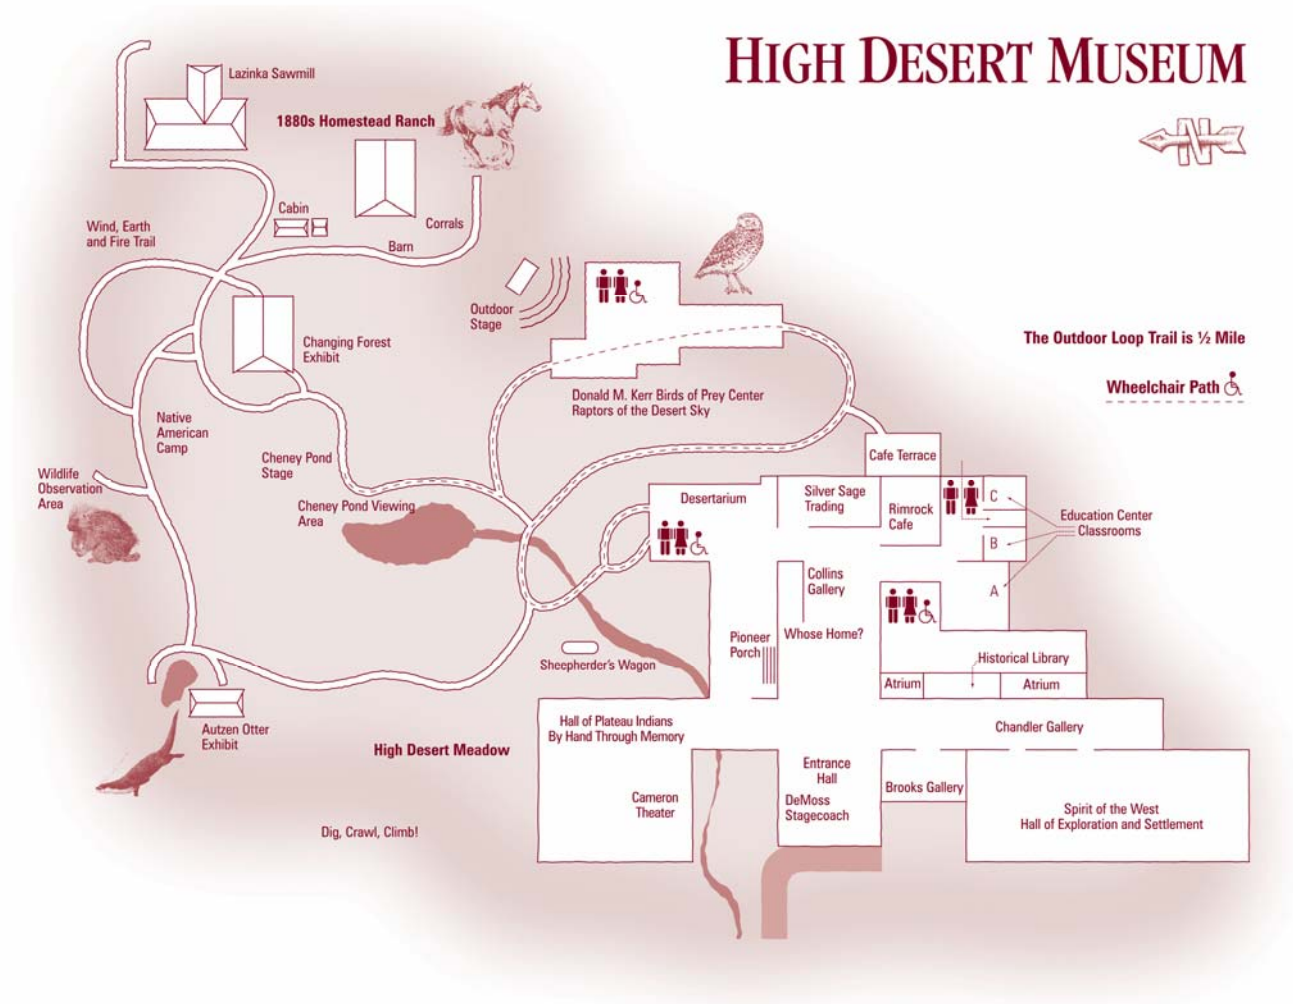 HIGH DESERT MUSEUM
N
Lazinka Sawmill
1880s Homestead Ranch
Cabin
Corrals
Barn
Wind, Earth
and Fire Trail
Outdoor
Stage
Changing Forest
Exhibit
The Outdoor Loop Trail is ½ Mile
Wheelchair Path
Donald M. Kerr Birds of Prey Center
Raptors of the Desert Sky
Native
American
Camp
Cheney Pond
Stage
Cafe Terrace
Wildlife
Observation
Area
Cheney Pond Viewing
Area
Desertarium
Silver Sage
Trading
Rimrock
Cafe
C
B
A
Education Center
Classrooms
Collins
Gallery
Pioneer
Porch
Whose Home?
Sheepherder's Wagon
Historical Library
Atrium
Atrium
Autzen Otter
Exhibit
High Desert Meadow
Hall of Plateau Indians
By Hand Through Memory
Chandler Gallery
Entrance
Hall
DeMoss
Stagecoach
Brooks Gallery
Cameron
Theater
Spirit of the West
Hall of Exploration and Settlement
Dig, Crawl, Climb!